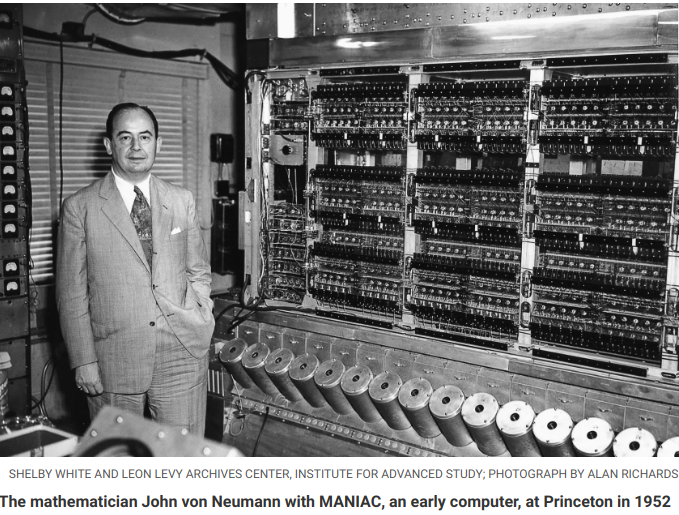 SHELBY WHITE AND LEON LEVY ARCHIVES CENTER, INSTITUTE FOR ADVANCED STUDY; PHOTOGRAPH BY ALAN RICHARDS
The mathematician John von Neumann with MANIAC, an early computer, at Princeton in 1952